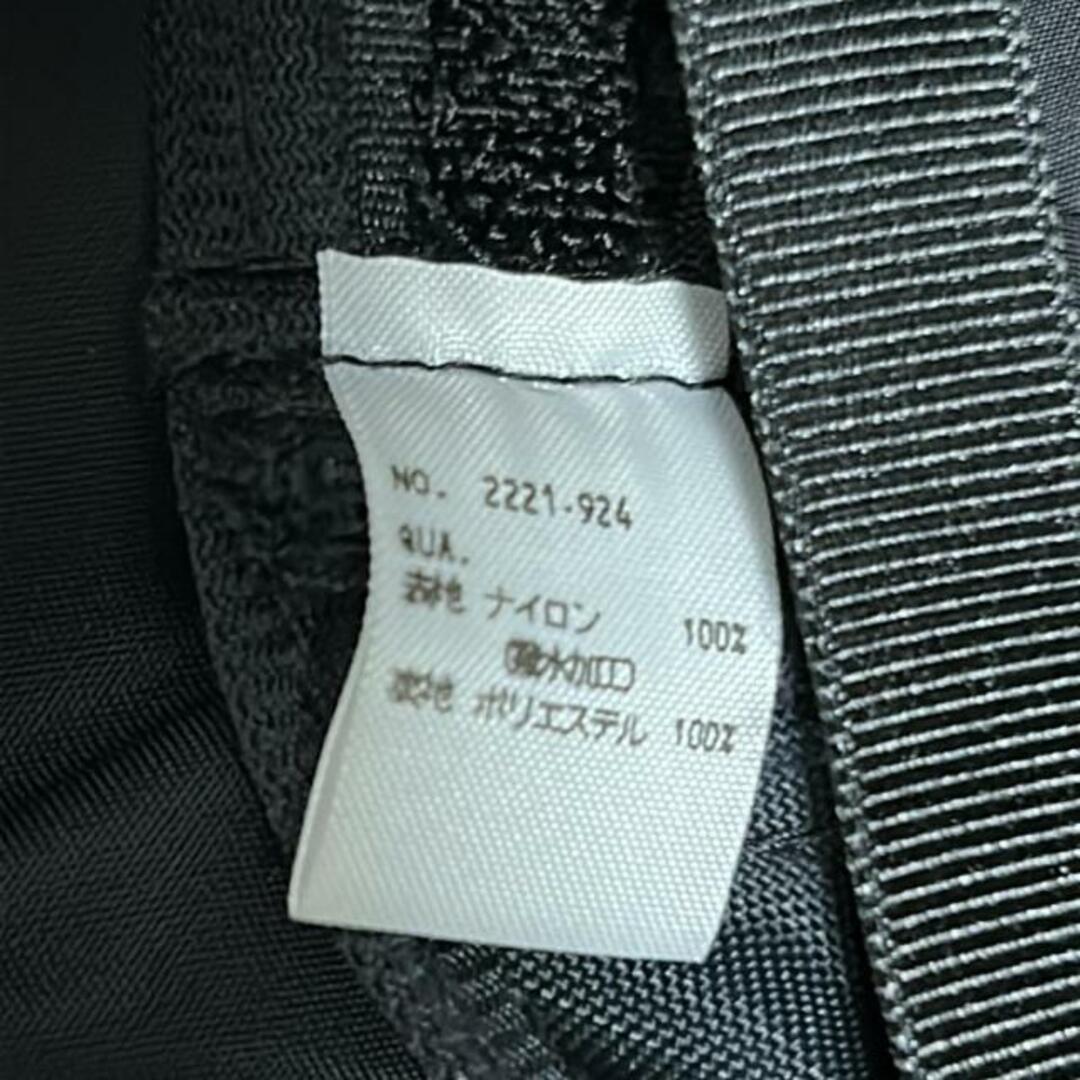 NO. 2221-924
QUA.
表地 ナイロン 100%
(撥水加工)
裏地 ポリエステル 100%